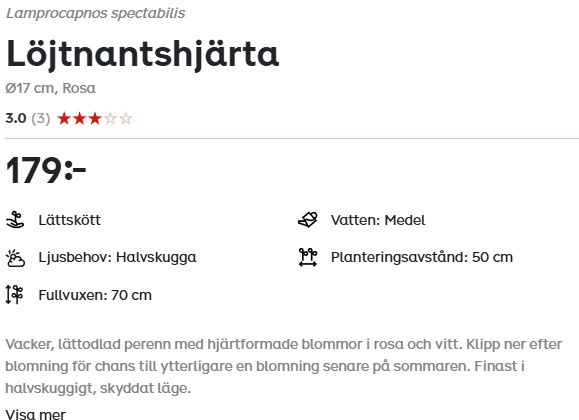 Lamprocapnos spectabilis
Löjtnantshjärta
Ø17 cm, Rosa
3.0 (3)
179:-
Lättskött
Vatten: Medel
Ljusbehov: Halvskugga
Planteringsavstånd: 50 cm
Fullvuxen: 70 cm
Vacker, lättodlad perenn med hjärtformade blommor i rosa och vitt. Klipp ner efter
blomning för chans till ytterligare en blomning senare på sommaren. Finast i
halvskuggigt, skyddat läge.
Visa mer